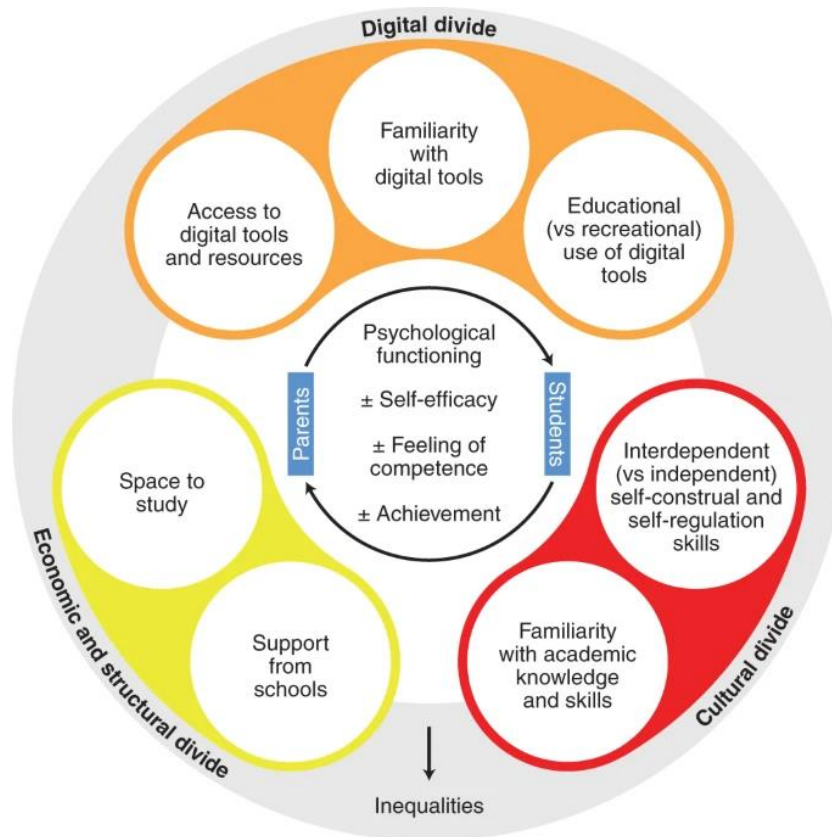 Digital divide
Familiarity
with
digital tools
Access to
digital tools
and resources
Educational
(vs recreational)
use of digital
tools
Psychological
functioning
± Self-efficacy
± Feeling of
competence
± Achievement
Parents
Students
Space to
study
Support
from
schools
Economic and structural divide
Interdependent
(vs independent)
self-construal and
self-regulation
skills
Familiarity
with academic
knowledge
and skills
Cultural divide
Inequalities